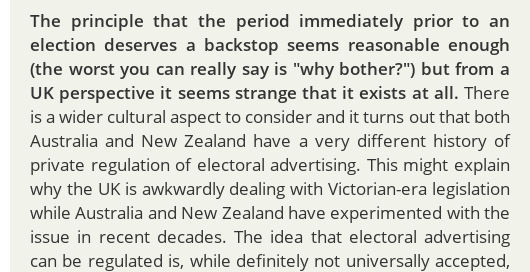 The principle that the period immediately prior to an
election deserves a backstop seems reasonable enough
(the worst you can really say is "why bother?") but from a
UK perspective it seems strange that it exists at all. There
is a wider cultural aspect to consider and it turns out that both
Australia and New Zealand have a very different history of
private regulation of electoral advertising. This might explain
why the UK is awkwardly dealing with Victorian-era legislation
while Australia and New Zealand have experimented with the
issue in recent decades. The idea that electoral advertising
can be regulated is, while definitely not universally accepted,